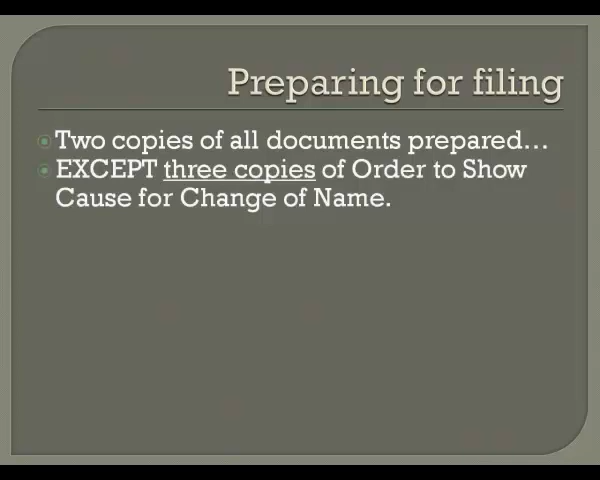 Preparing for filing
Two copies of all documents prepared…
EXCEPT three copies of Order to Show
Cause for Change of Name.